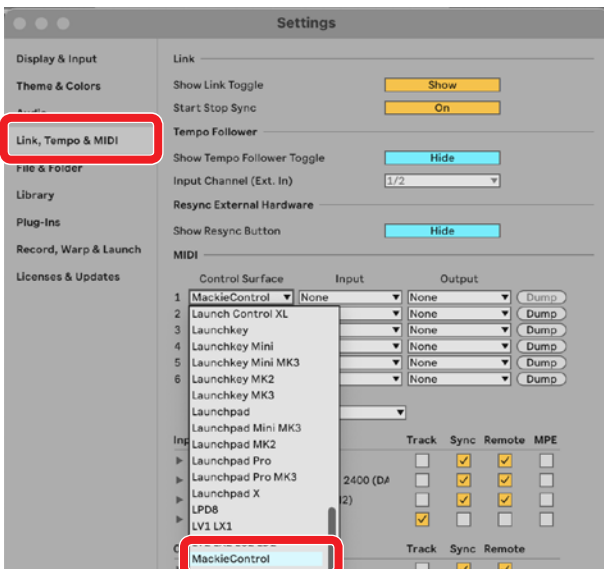 Settings
Display & Input
Theme & Colors
Link, Tempo & MIDI
File & Folder
Library
Plug-Ins
Record, Warp & Launch
Licenses & Updates
Link
Show Link Toggle Show
Start Stop Sync On
Tempo Follower
Show Tempo Follower Toggle Hide
Input Channel (Ext. In) 1/2
Resync External Hardware
Show Resync Button Hide
MIDI
Control Surface Input Output
1 MackieControl None None Dump
2 None Dump
3 None Dump
4 None Dump
5 None Dump
6 None Dump
Launch Control XL
Launchkey
Launchkey Mini
Launchkey Mini MK3
Launchkey MK2
Launchkey MK3
Launchpad
Launchpad Mini MK3
Launchpad MK2
Launchpad Pro
Launchpad Pro MK3
Launchpad X
LPD8
LV1 LX1
MackieControl
Track Sync Remote MPE
2400
Track Sync Remote